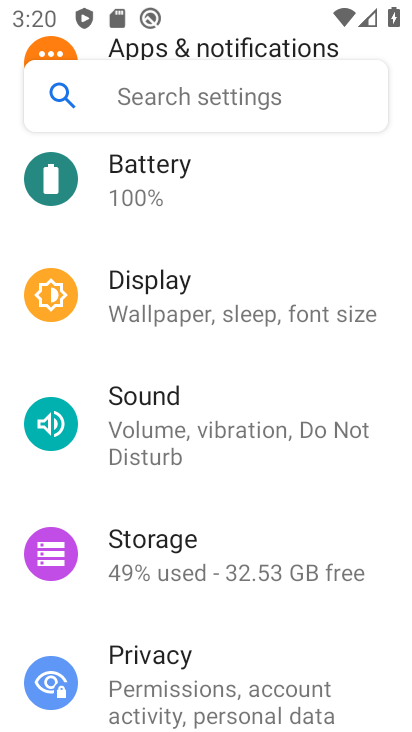 3:20
Apps & notifications
Search settings
Battery
100%
Display
Wallpaper, sleep, font size
Sound
Volume, vibration, Do Not
Disturb
Storage
49% used - 32.53 GB free
Privacy
Permissions, account
activity, personal data